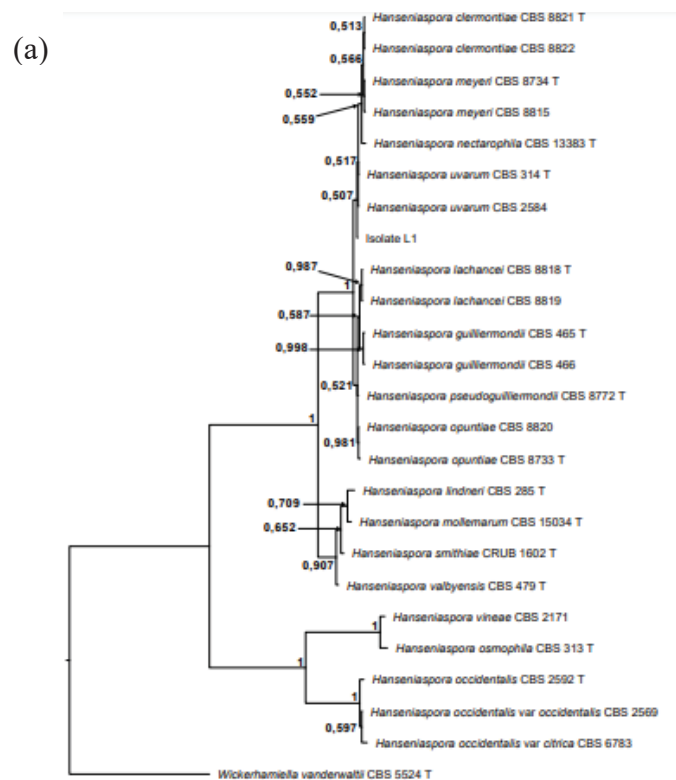 (a)
Hanseniaspora clermontiae CBS 8821 T
0,513
Hanseniaspora clermontiae CBS 8822
0,566
Hanseniaspora meyeri CBS 8734 T
0,552
Hanseniaspora meyeri CBS 8815
0,559
Hanseniaspora nectarophila CBS 13383 T
0,517
Hanseniaspora uvarum CBS 314 T
0,507
Hanseniaspora uvarum CBS 2584
Isolate L1
0,987
Hanseniaspora lachancei CBS 8818 T
1
Hanseniaspora lachancei CBS 8819
0,587
Hanseniaspora guilliermondii CBS 465 T
0,998
Hanseniaspora guilliermondii CBS 466
0,521
Hanseniaspora pseudoguilliermondii CBS 8772 T
1
Hanseniaspora opuntiae CBS 8820
0,981
Hanseniaspora opuntiae CBS 8733 T
Hanseniaspora lindneri CBS 285 T
0,709
Hanseniaspora mollemarum CBS 15034 T
0,652
Hanseniaspora smithiae CRUB 1602 T
0,907
Hanseniaspora valbyensis CBS 479 T
Hanseniaspora vineae CBS 2171
1
Hanseniaspora osmophila CBS 313 T
1
Hanseniaspora occidentalis CBS 2592 T
1
Hanseniaspora occidentalis var occidentalis CBS 2569
0,597
Hanseniaspora occidentalis var citrica CBS 6783
Wickerhamiella vanderwaltii CBS 5524 T